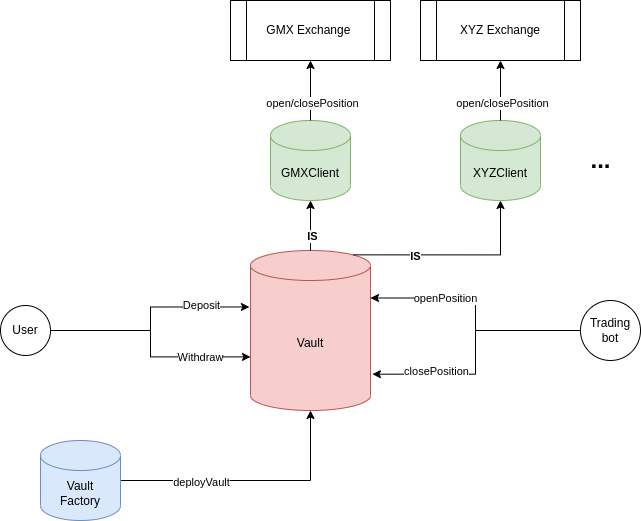 GMX Exchange
XYZ Exchange
open/closePosition
open/closePosition
GMXClient
XYZClient
...
IS
IS
Deposit
openPosition
User
Vault
Trading
bot
Withdraw
closePosition
Vault
Factory
deployVault